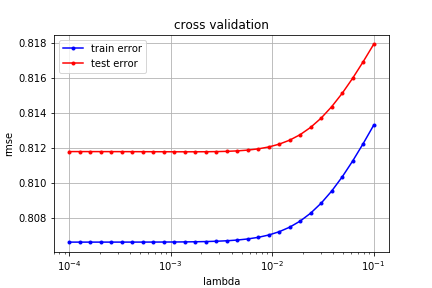 cross validation
train error
test error
0.818
0.816
0.814
0.812
0.810
0.808
rmse
10⁻⁴ 10⁻³ 10⁻² 10⁻¹
lambda